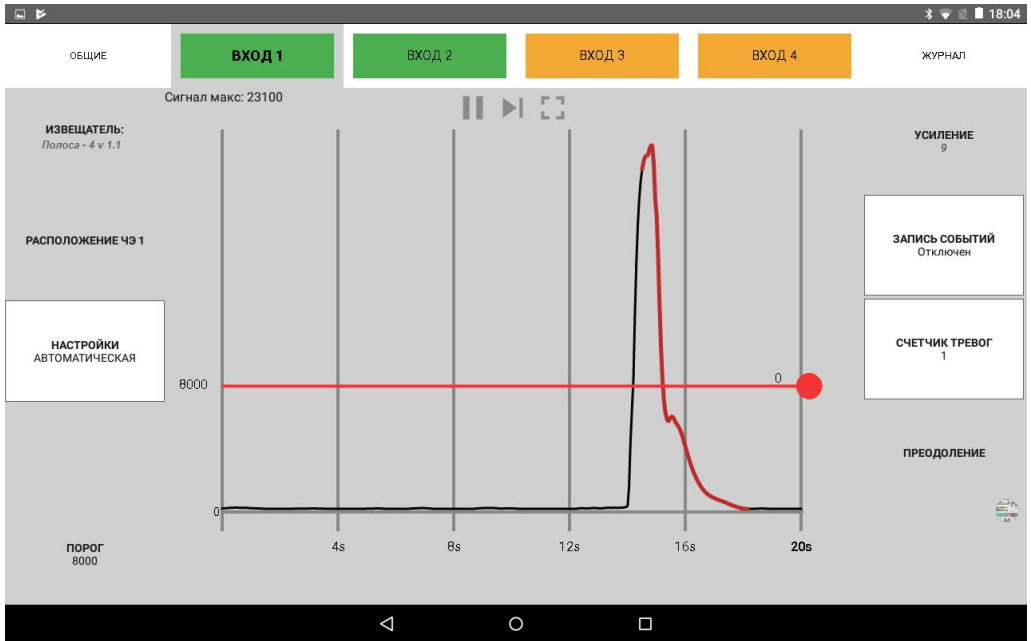 18:04
ОБЩИЕ
ВХОД 1
ВХОД 2
ВХОД 3
ВХОД 4
ЖУРНАЛ
Сигнал макс: 23100
ИЗВЕЩАТЕЛЬ:
Полоса - 4 v 1.1
РАСПОЛОЖЕНИЕ ЧЭ 1
НАСТРОЙКИ
АВТОМАТИЧЕСКАЯ
ПОРОГ
8000
8000
0
0
4s
8s
12s
16s
20s
УСИЛЕНИЕ
9
ЗАПИСЬ СОБЫТИЙ
Отключен
СЧЕТЧИК ТРЕВОГ
1
ПРЕОДОЛЕНИЕ